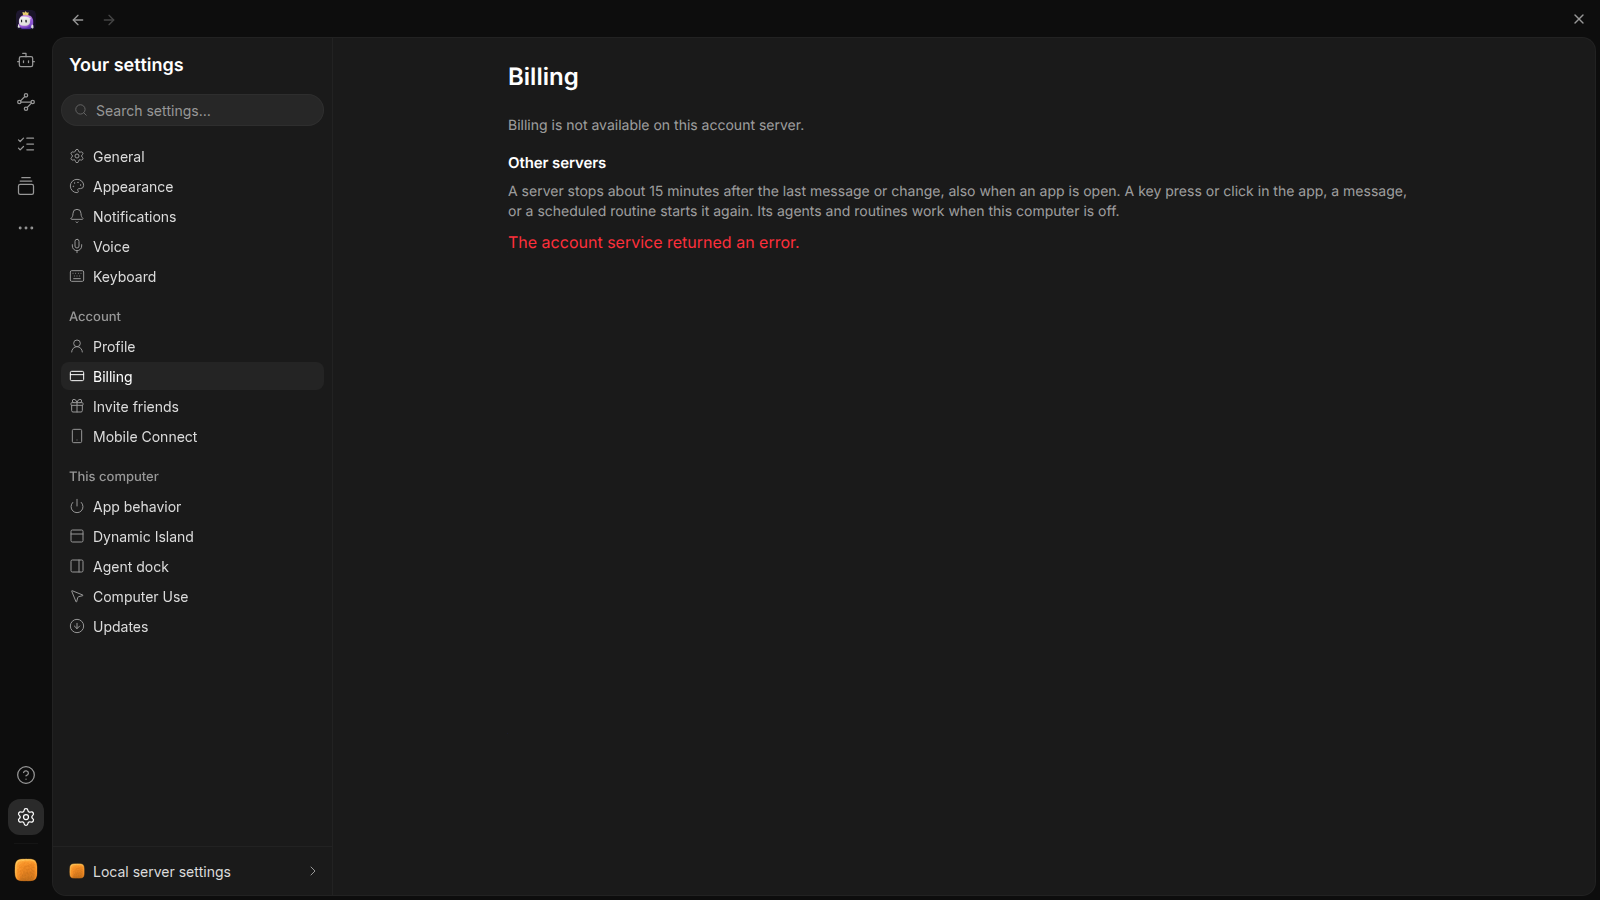 Your settings
Search settings...
General
Appearance
Notifications
Voice
Keyboard
Account
Profile
Billing
Invite friends
Mobile Connect
This computer
App behavior
Dynamic Island
Agent dock
Computer Use
Updates
Local server settings
Billing
Billing is not available on this account server.
Other servers
A server stops about 15 minutes after the last message or change, also when an app is open. A key press or click in the app, a message,
or a scheduled routine starts it again. Its agents and routines work when this computer is off.
The account service returned an error.